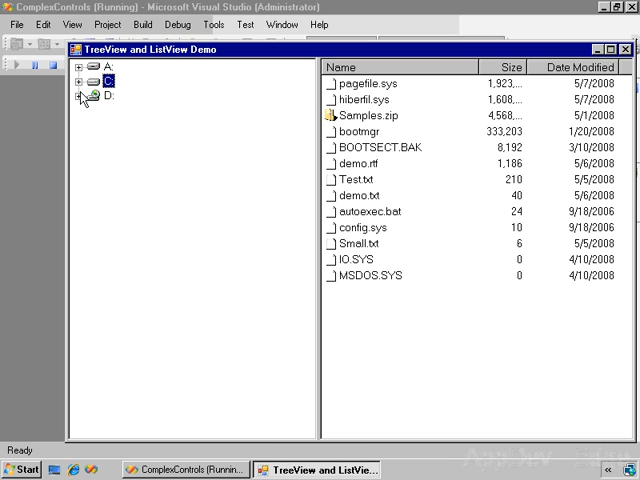 ComplexControls (Running) - Microsoft Visual Studio (Administrator)
File Edit View Project Build Debug Data Tools Test Window Help
TreeView and ListView Demo
A:
C:
D:
Name Size Date Modified
pagefile.sys 1,923,... 5/7/2008
hiberfil.sys 1,608,... 5/7/2008
Samples.zip 4,568,... 5/1/2008
bootmgr 333,203 1/20/2008
BOOTSECT.BAK 8,192 3/10/2008
demo.rtf 1,186 5/6/2008
Test.txt 210 5/5/2008
demo.txt 40 5/6/2008
autoexec.bat 24 9/18/2006
config.sys 10 9/18/2006
Small.txt 6 5/5/2008
IO.SYS 0 4/10/2008
MSDOS.SYS 0 4/10/2008
Ready
Start ComplexControls (Runnin... TreeView and ListVie... «